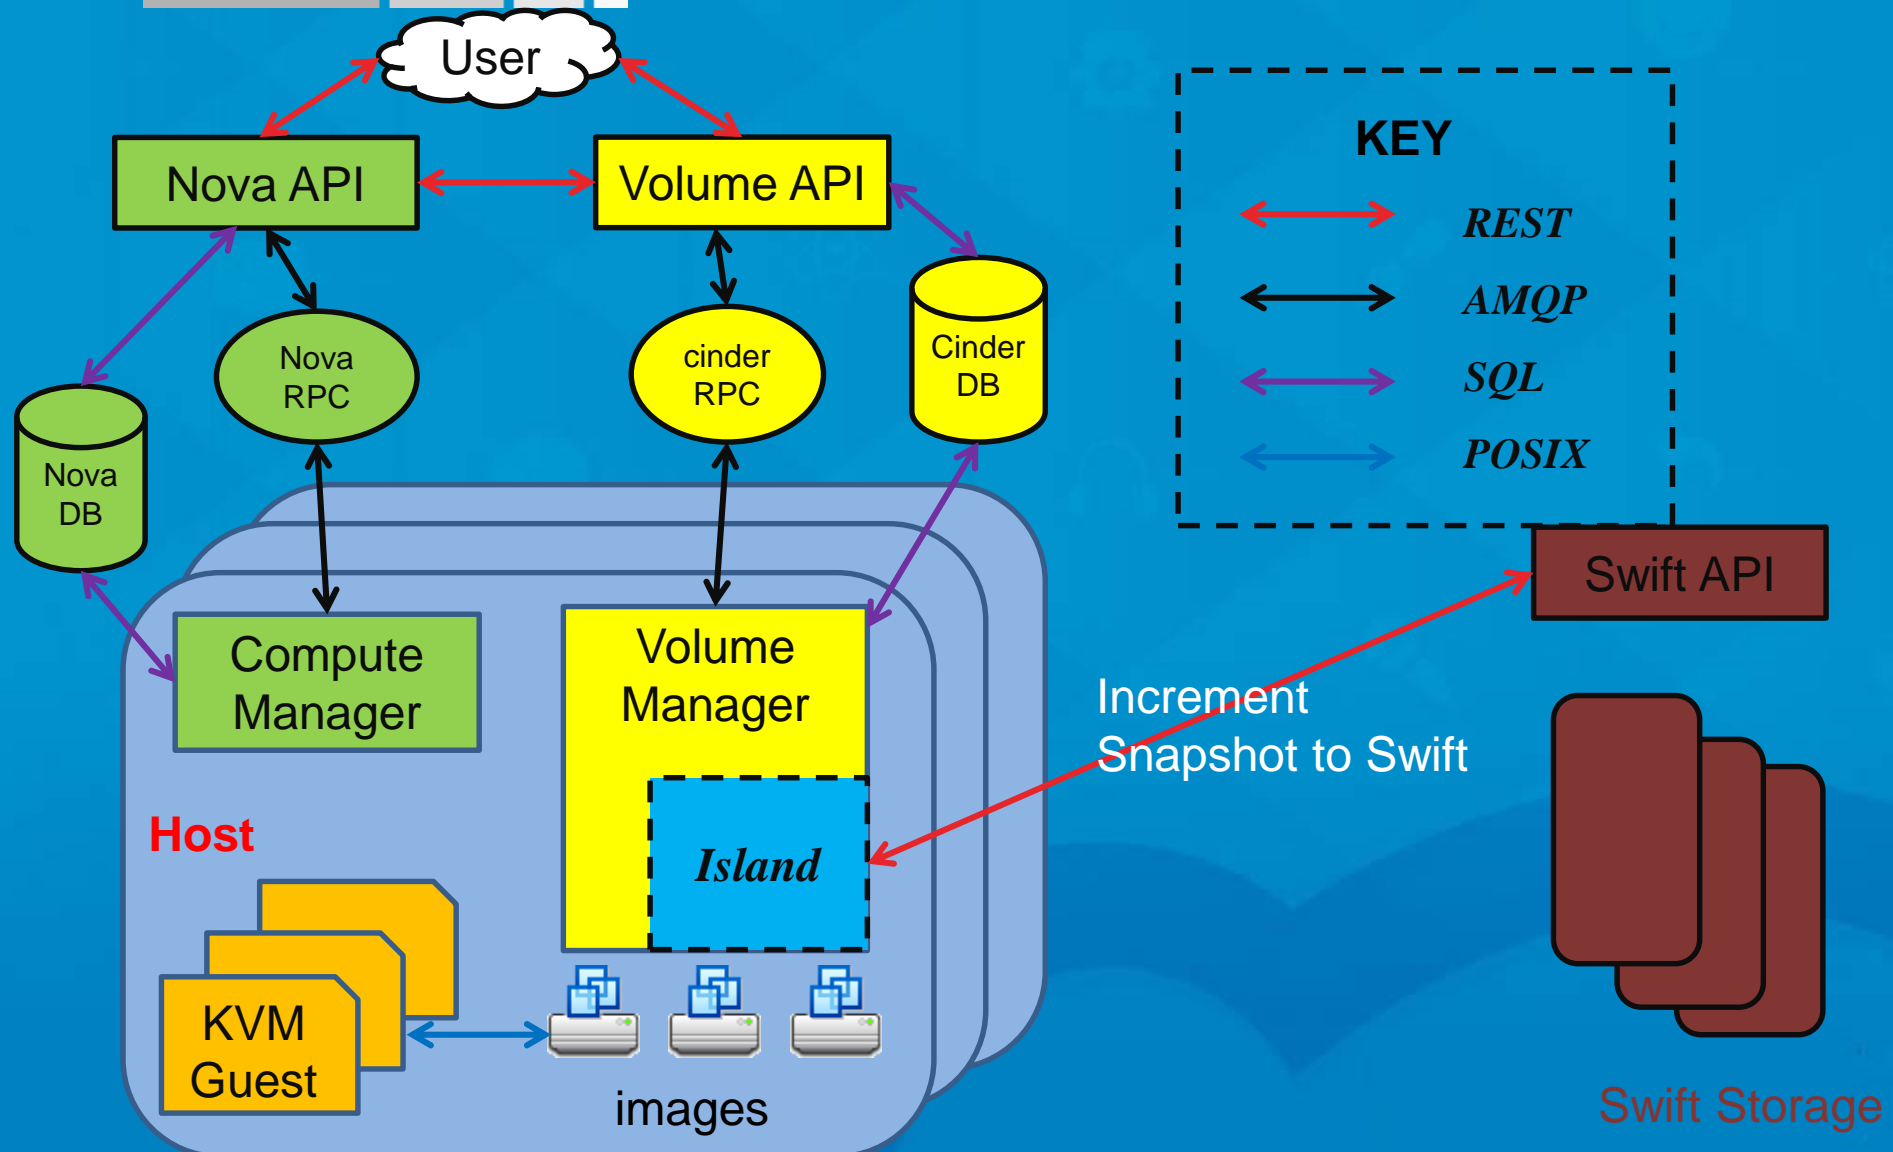 User
Nova API
Volume API
KEY
REST
AMQP
SQL
POSIX
Nova
RPC
cinder
RPC
Cinder
DB
Nova
DB
Swift API
Compute
Manager
Volume
Manager
Increment
Snapshot to Swift
Host
Island
KVM
Guest
images
Swift Storage